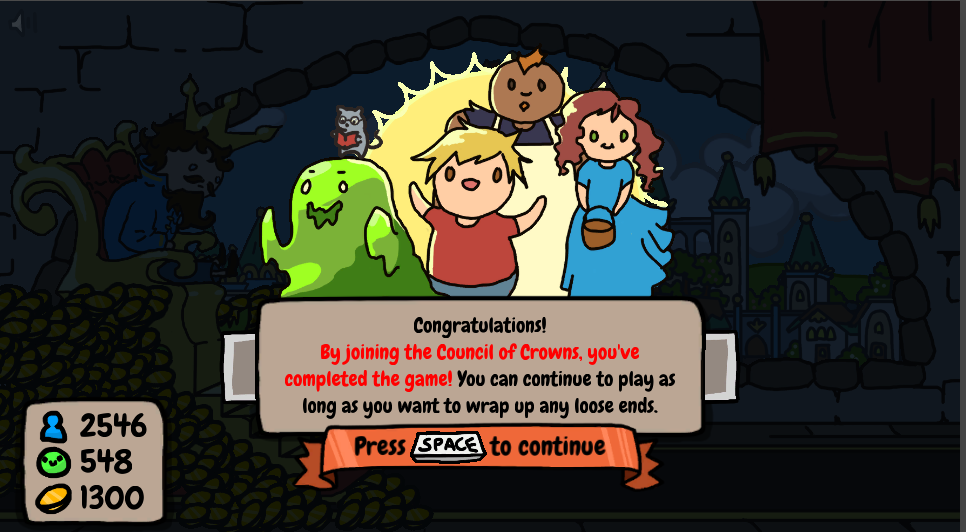 Congratulations!
By joining the Council of Crowns, you've
completed the game! You can continue to play as
long as you want to wrap up any loose ends.
Press SPACE to continue
2546
548
1300